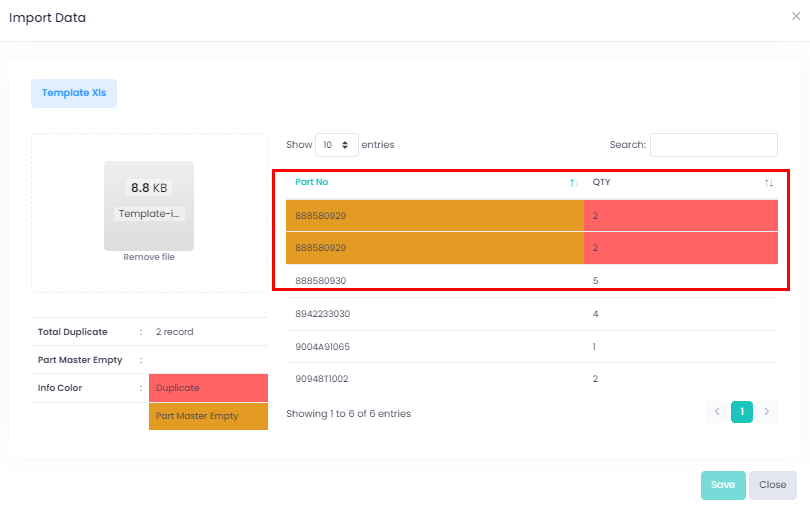 Import Data
Template Xls
8.8 KB
Template-i...
Remove file
Total Duplicate : 2 record
Part Master Empty :
Info Color : Duplicate
Part Master Empty
Show 10 entries Search:
Part No QTY
888580929 2
888580929 2
888580930 5
8942233030 4
9004A91065 1
90948T1002 2
Showing 1 to 6 of 6 entries
1
Save Close